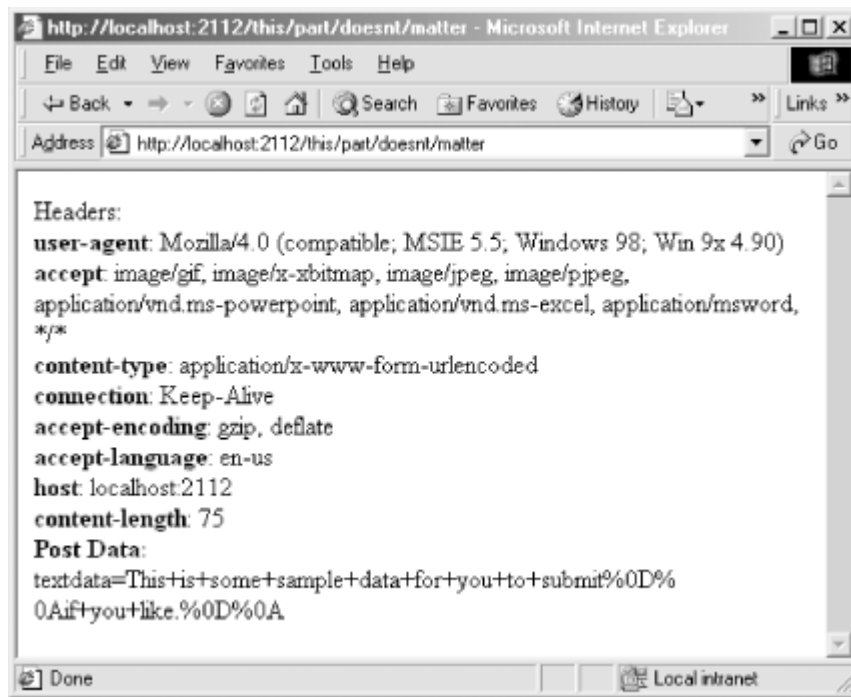 http://localhost:2112/this/part/doesnt/matter - Microsoft Internet Explorer
File Edit View Favorites Tools Help
Back Search Favorites History » Links »
Address http://localhost:2112/this/part/doesnt/matter Go
Headers:
user-agent: Mozilla/4.0 (compatible; MSIE 5.5; Windows 98; Win 9x 4.90)
accept: image/gif, image/x-xbitmap, image/jpeg, image/pjpeg,
application/vnd.ms-powerpoint, application/vnd.ms-excel, application/msword,
*/*
content-type: application/x-www-form-urlencoded
connection: Keep-Alive
accept-encoding: gzip, deflate
accept-language: en-us
host: localhost:2112
content-length: 75
Post Data:
textdata=This+is+some+sample+data+for+you+to+submit%0D%
0Aif+you+like.%0D%0A
Done Local intranet